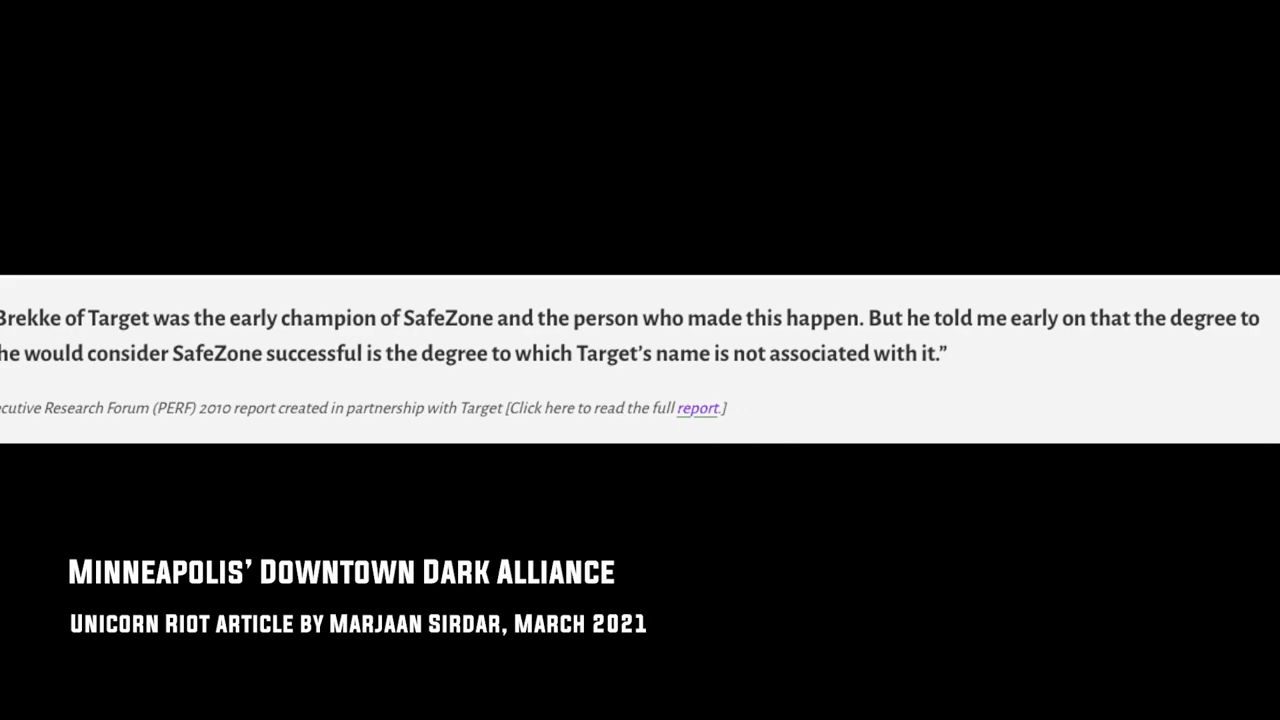 Brekke of Target was the early champion of SafeZone and the person who made this happen. But he told me early on that the degree to
he would consider SafeZone successful is the degree to which Target’s name is not associated with it.”
ecutive Research Forum (PERF) 2010 report created in partnership with Target [Click here to read the full report.]
Minneapolis’ Downtown Dark Alliance
Unicorn Riot article by Marjaan Sirdar, March 2021